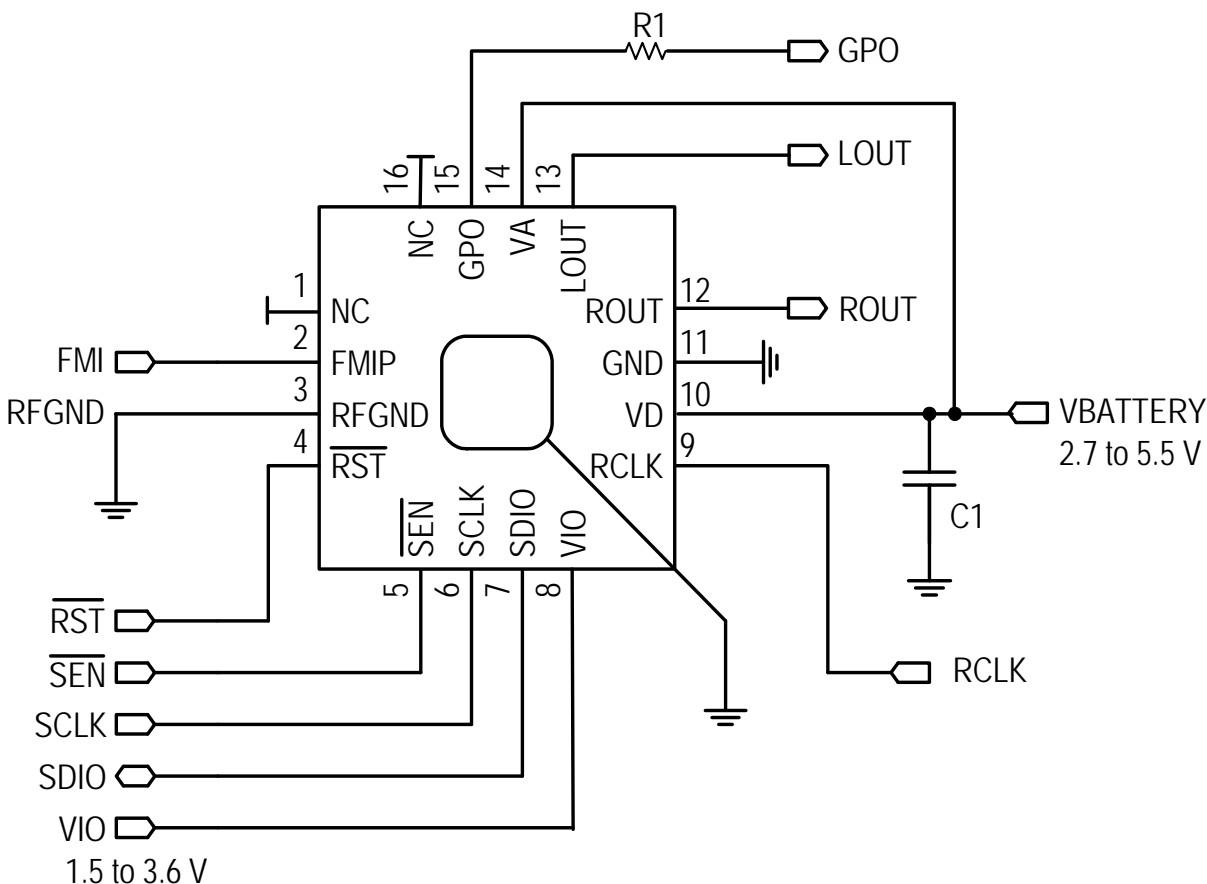 R1
GPO
LOUT
16
15
14
13
NC
GPO
VA
LOUT
1
NC
12
ROUT
ROUT
FMI
2
FMIP
11
GND
RFGND
3
RFGND
10
VD
VBATTERY
2.7 to 5.5 V
4
RST
9
RCLK
C1
SEN
SCLK
SDIO
VIO
5
6
7
8
RST
SEN
RCLK
SCLK
SDIO
VIO
1.5 to 3.6 V